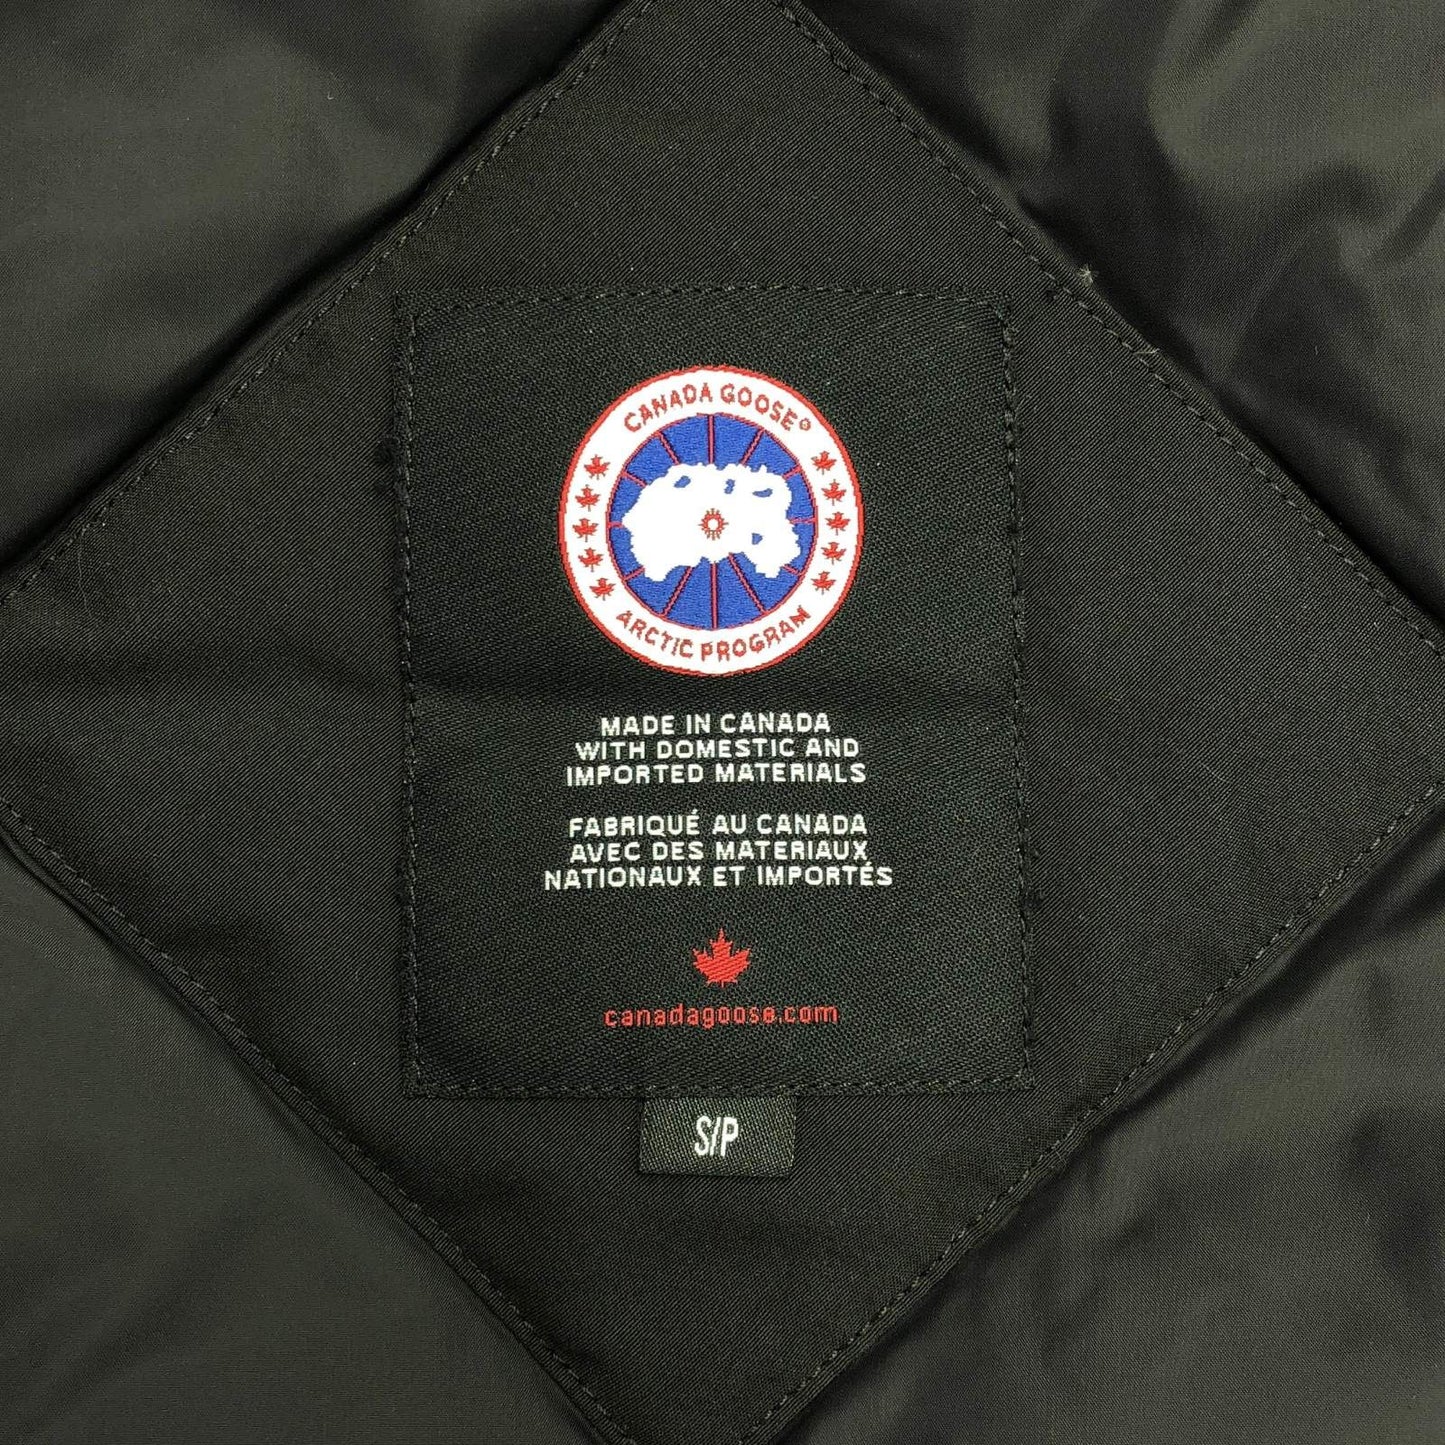 CANADA GOOSE®
ARCTIC PROGRAM
MADE IN CANADA
WITH DOMESTIC AND
IMPORTED MATERIALS
FABRIQUÉ AU CANADA
AVEC DES MATERIAUX
NATIONAUX ET IMPORTÉS
canadagoose.com
S/P